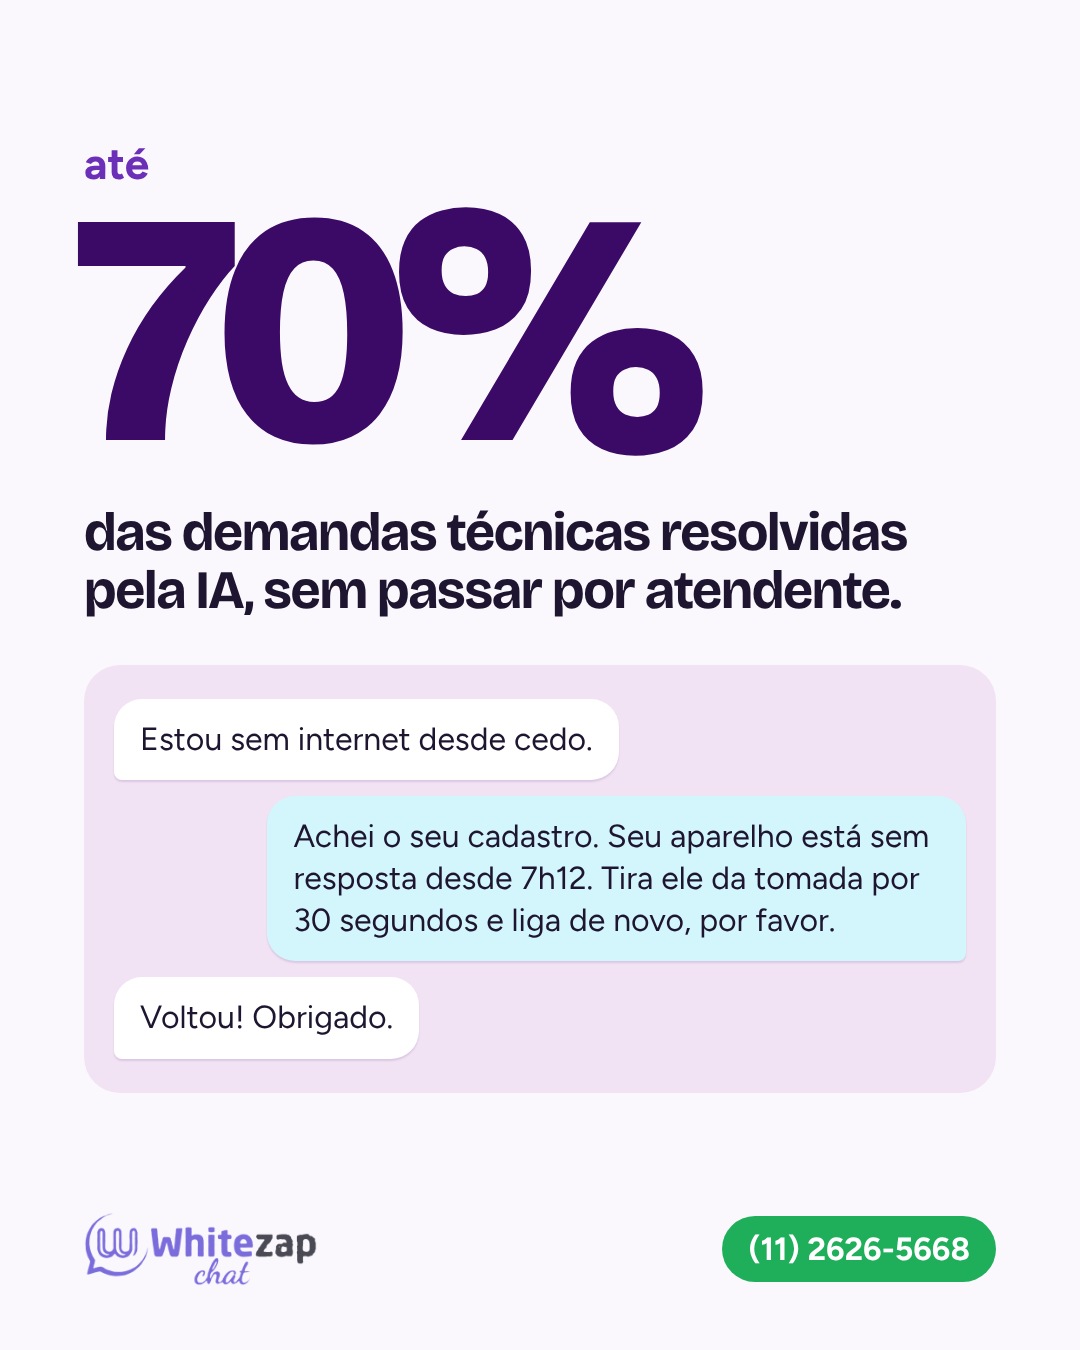 até
70%
das demandas técnicas resolvidas
pela IA, sem passar por atendente.
Estou sem internet desde cedo.
Achei o seu cadastro. Seu aparelho está sem
resposta desde 7h12. Tira ele da tomada por
30 segundos e liga de novo, por favor.
Voltou! Obrigado.
Whitezap
chat
(11) 2626-5668